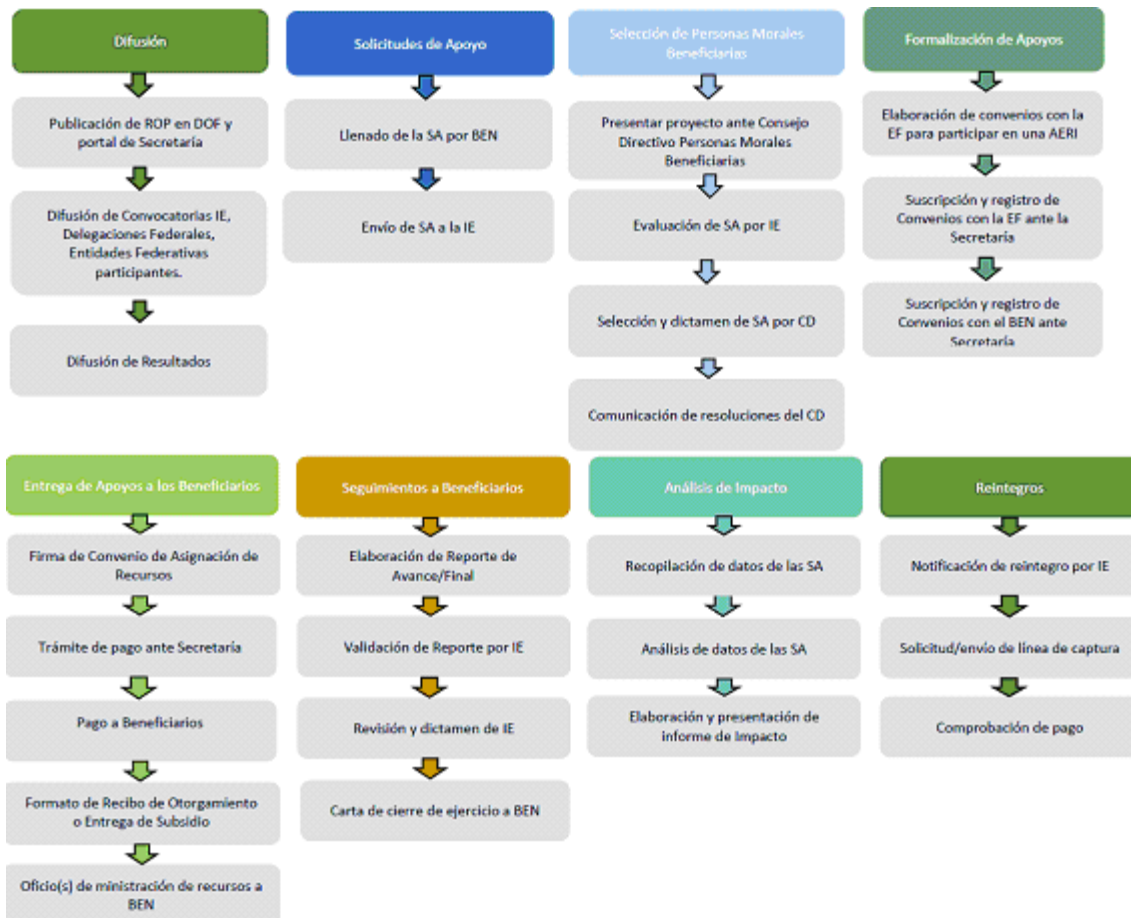 Difusión
Publicación de ROP en DOF y
portal de Secretaría
Difusión de Convocatorias IE,
Delegaciones Federales,
Entidades Federativas
participantes.
Difusión de Resultados
Solicitudes de Apoyo
Llenado de la SA por BEN
Envío de SA a la IE
Selección de Personas Morales
Beneficiarias
Presentar proyecto ante Consejo
Directivo Personas Morales
Beneficiarias
Evaluación de SA por IE
Selección y dictamen de SA por CD
Comunicación de resoluciones del CD
Formalización de Apoyos
Elaboración de convenios con la
EF para participar en una AERI
Suscripción y registro de
Convenios con la EF ante la
Secretaría
Suscripción y registro de
Convenios con el BEN ante
Secretaría
Entrega de Apoyos a los Beneficiarios
Firma de Convenio de Asignación de
Recursos
Trámite de pago ante Secretaría
Pago a Beneficiarios
Formato de Recibo de Otorgamiento
o Entrega de Subsidio
Oficio(s) de ministración de recursos a
BEN
Seguimientos a Beneficiarios
Elaboración de Reporte de
Avance/Final
Validación de Reporte por IE
Revisión y dictamen de IE
Carta de cierre de ejercicio a BEN
Análisis de Impacto
Recopilación de datos de las SA
Análisis de datos de las SA
Elaboración y presentación de
informe de Impacto
Reintegros
Notificación de reintegro por IE
Solicitud/envío de línea de captura
Comprobación de pago